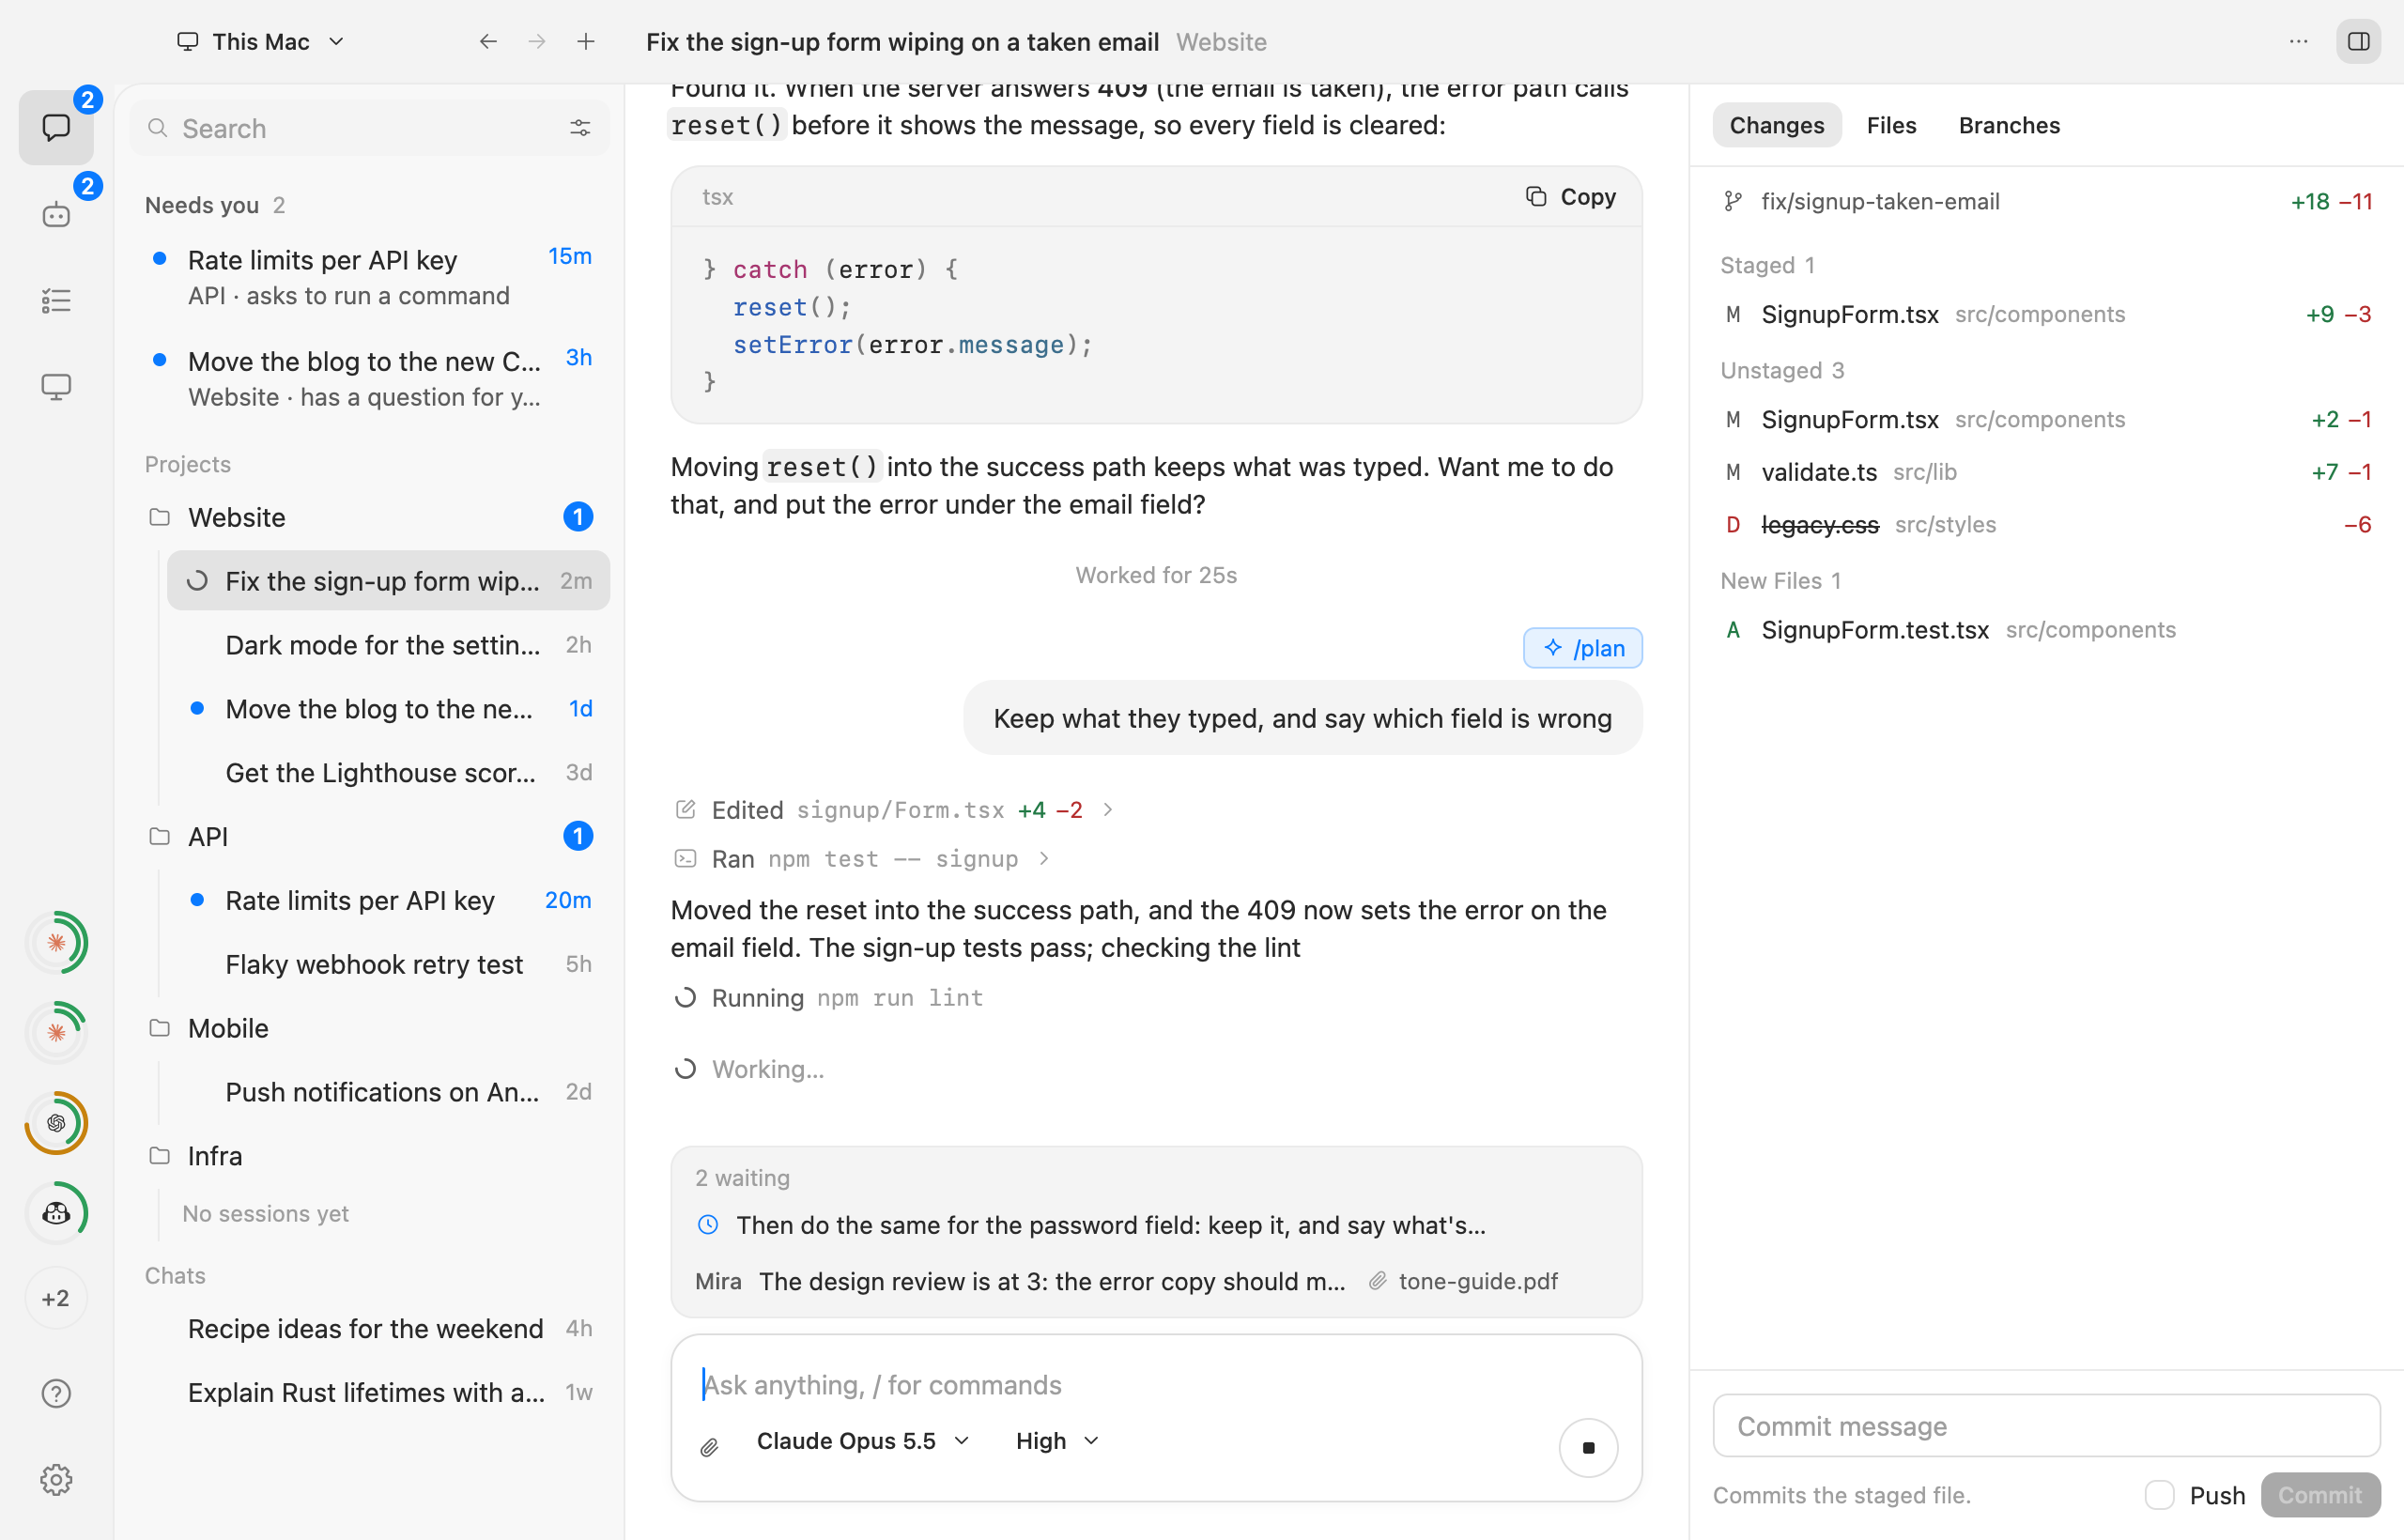 This Mac
Fix the sign-up form wiping on a taken email Website
2
2
+2
Search
Needs you 2
Rate limits per API key 15m
API · asks to run a command
Move the blog to the new C... 3h
Website · has a question for y...
Projects
Website 1
Fix the sign-up form wip... 2m
Dark mode for the settin... 2h
Move the blog to the ne... 1d
Get the Lighthouse scor... 3d
API 1
Rate limits per API key 20m
Flaky webhook retry test 5h
Mobile
Push notifications on An... 2d
Infra
No sessions yet
Chats
Recipe ideas for the weekend 4h
Explain Rust lifetimes with a... 1w
Found it. When the server answers 409 (the email is taken), the error path calls
reset() before it shows the message, so every field is cleared:
tsx Copy
} catch (error) {
reset();
setError(error.message);
}
Moving reset() into the success path keeps what was typed. Want me to do
that, and put the error under the email field?
Worked for 25s
/plan
Keep what they typed, and say which field is wrong
Edited signup/Form.tsx +4 −2
Ran npm test -- signup
Moved the reset into the success path, and the 409 now sets the error on the
email field. The sign-up tests pass; checking the lint
Running npm run lint
Working...
2 waiting
Then do the same for the password field: keep it, and say what's...
Mira The design review is at 3: the error copy should m... tone-guide.pdf
Ask anything, / for commands
Claude Opus 5.5 High
Changes Files Branches
fix/signup-taken-email +18 −11
Staged 1
M SignupForm.tsx src/components +9 −3
Unstaged 3
M SignupForm.tsx src/components +2 −1
M validate.ts src/lib +7 −1
D legacy.css src/styles −6
New Files 1
A SignupForm.test.tsx src/components
Commit message
Commits the staged file. Push Commit